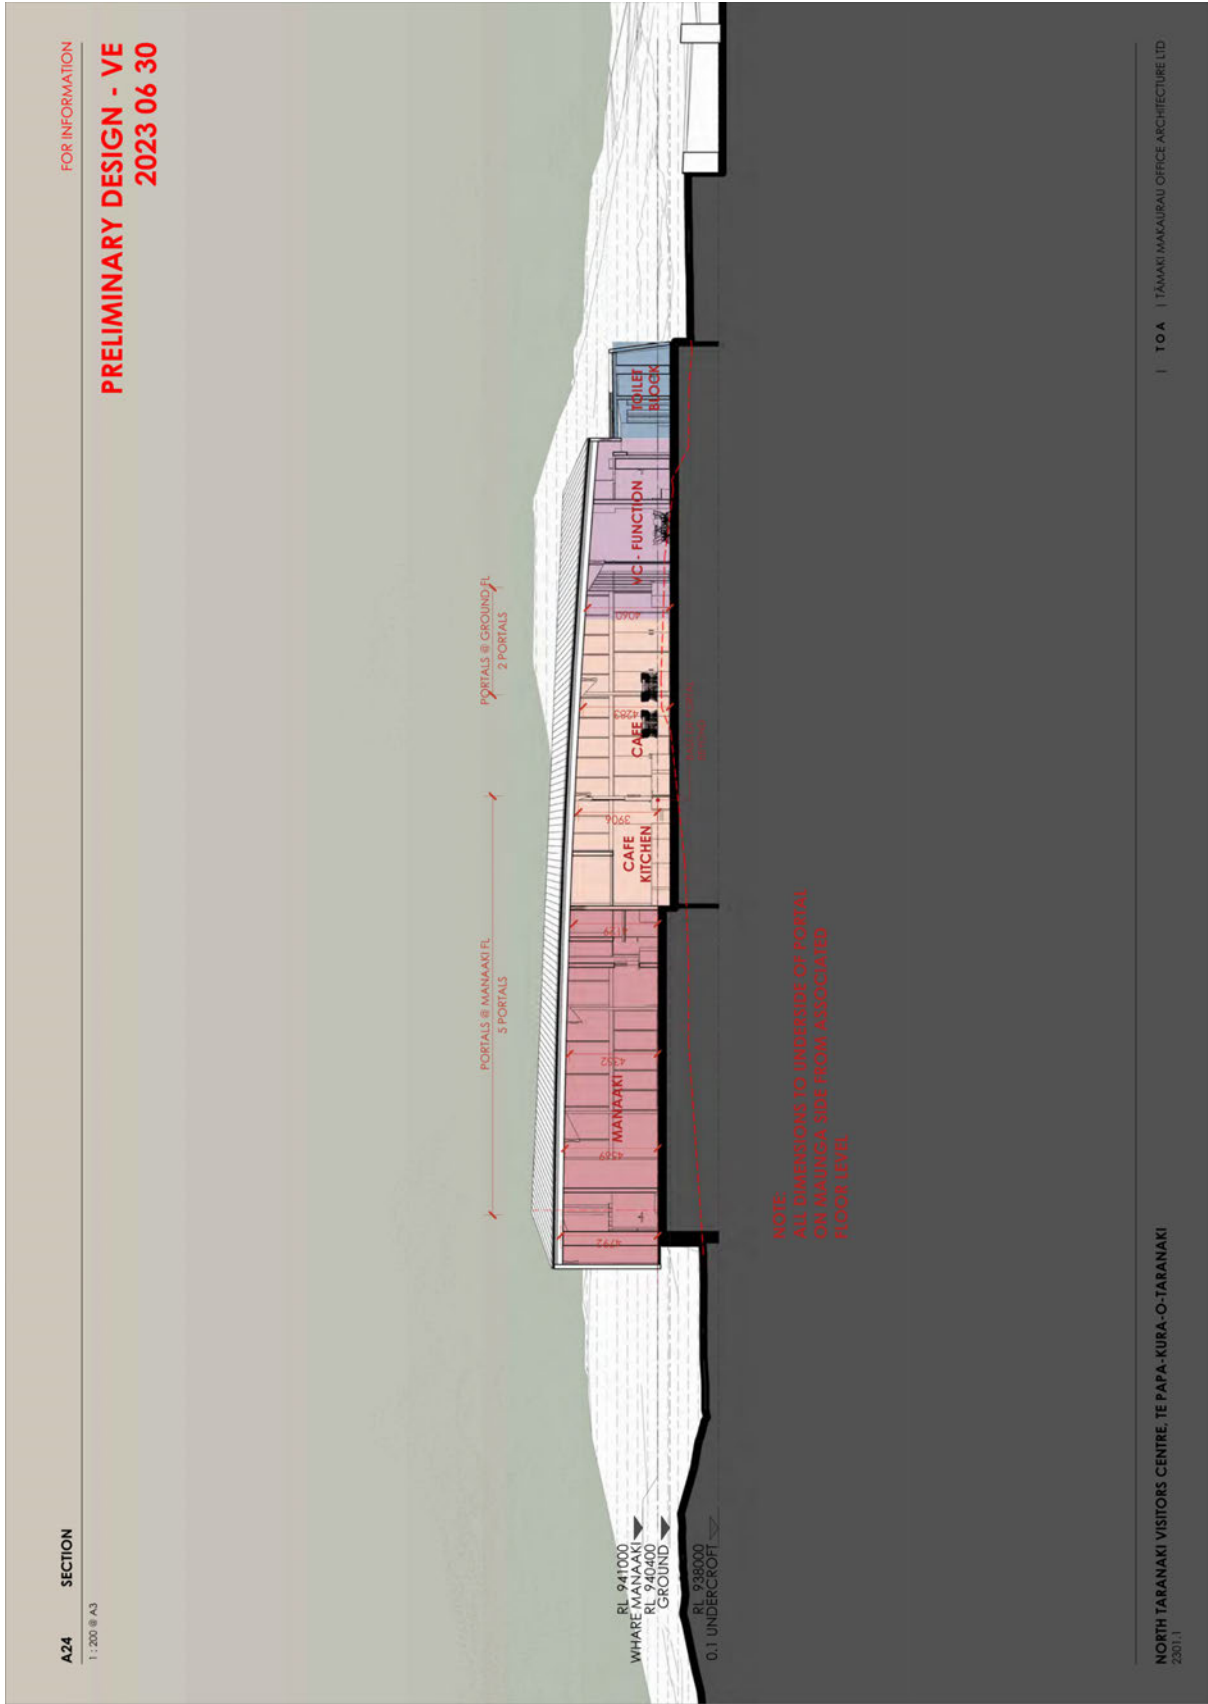 A24 SECTION
1 : 200 @ A3
FOR INFORMATION
PRELIMINARY DESIGN - VE
2023 06 30
PORTALS @ MANAAKI FL
5 PORTALS
PORTALS @ GROUND FL
2 PORTALS
4792
4569
4352
4129
3906
4283
4060
MANAAKI
CAFE
KITCHEN
CAFE
VC - FUNCTION
TOILET
BLOCK
RL 941000
WHARE MANAAKI
RL 940400
GROUND
RL 938000
0.1 UNDERCROFT
NOTE:
ALL DIMENSIONS TO UNDERSIDE OF PORTAL
ON MAUNGA SIDE FROM ASSOCIATED
FLOOR LEVEL
NORTH TARANAKI VISITORS CENTRE, TE PAPA-KURA-O-TARANAKI
2301.1
| TOA | TĀMAKI MAKAURAU OFFICE ARCHITECTURE LTD